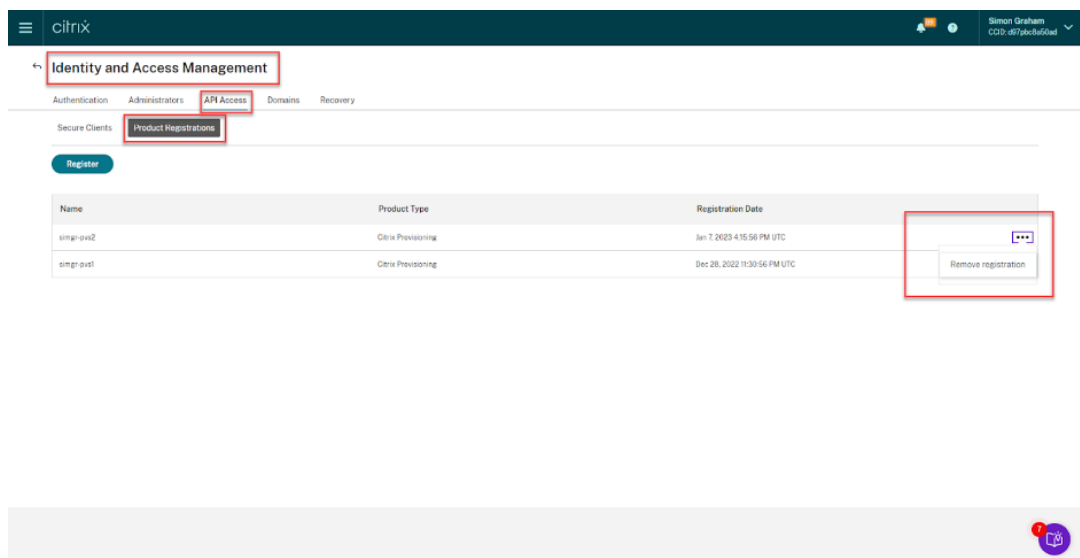 citrix
Simon Graham
CCID: d97pbc8a50ad
Identity and Access Management
Authentication Administrators API Access Domains Recovery
Secure Clients Product Registrations
Register
Name Product Type Registration Date
simgr-pvs2 Citrix Provisioning Jan 7, 2023 4:15:56 PM UTC
simgr-pvs1 Citrix Provisioning Dec 28, 2022 11:30:56 PM UTC
Remove registration
7